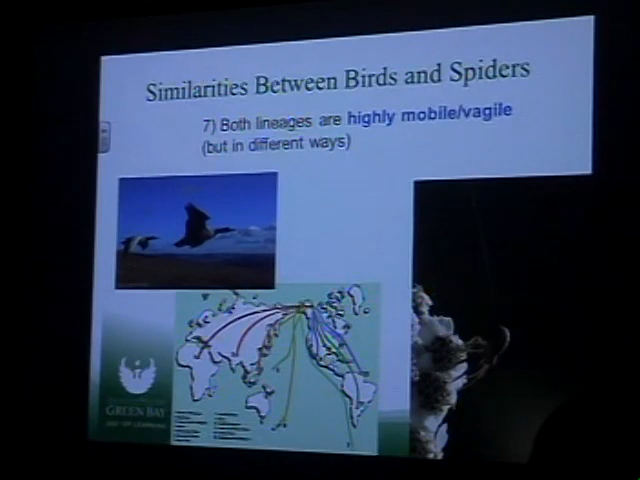 Similarities Between Birds and Spiders
7) Both lineages are highly mobile/vagile
(but in different ways)
GREEN BAY